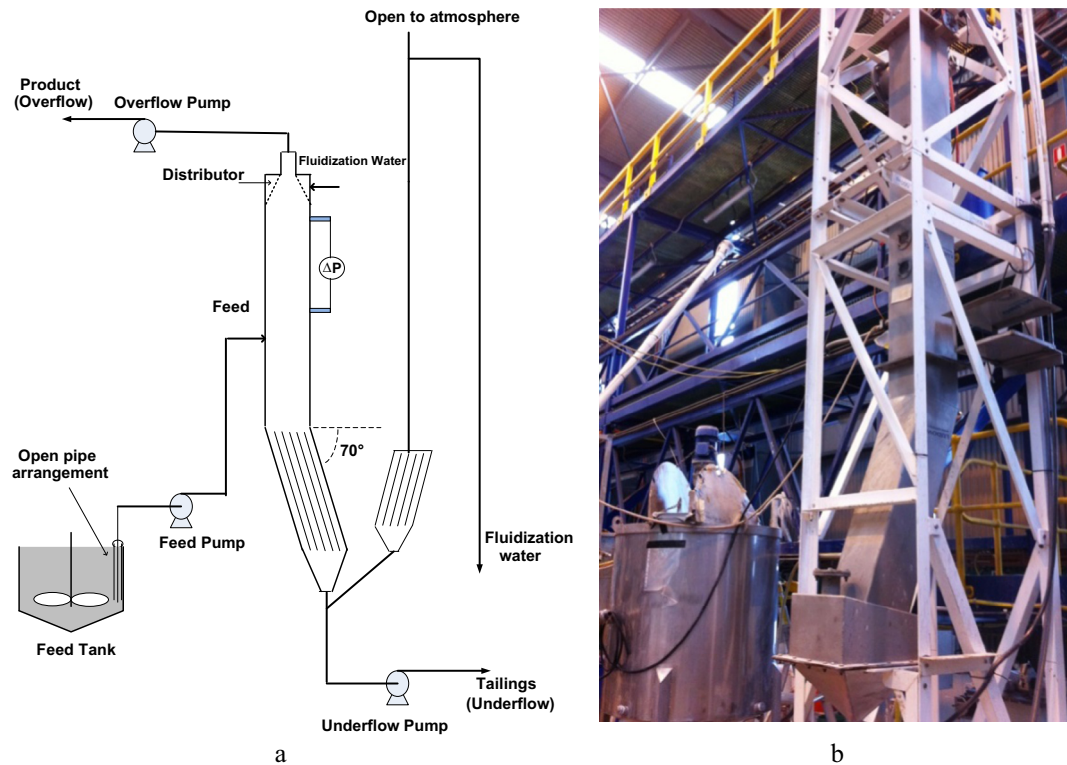 Open to atmosphere
Product
(Overflow)
Overflow Pump
Fluidization Water
Distributor
ΔP
Feed
70°
Open pipe
arrangement
Feed Pump
Fluidization
water
Feed Tank
Tailings
(Underflow)
Underflow Pump
a
b